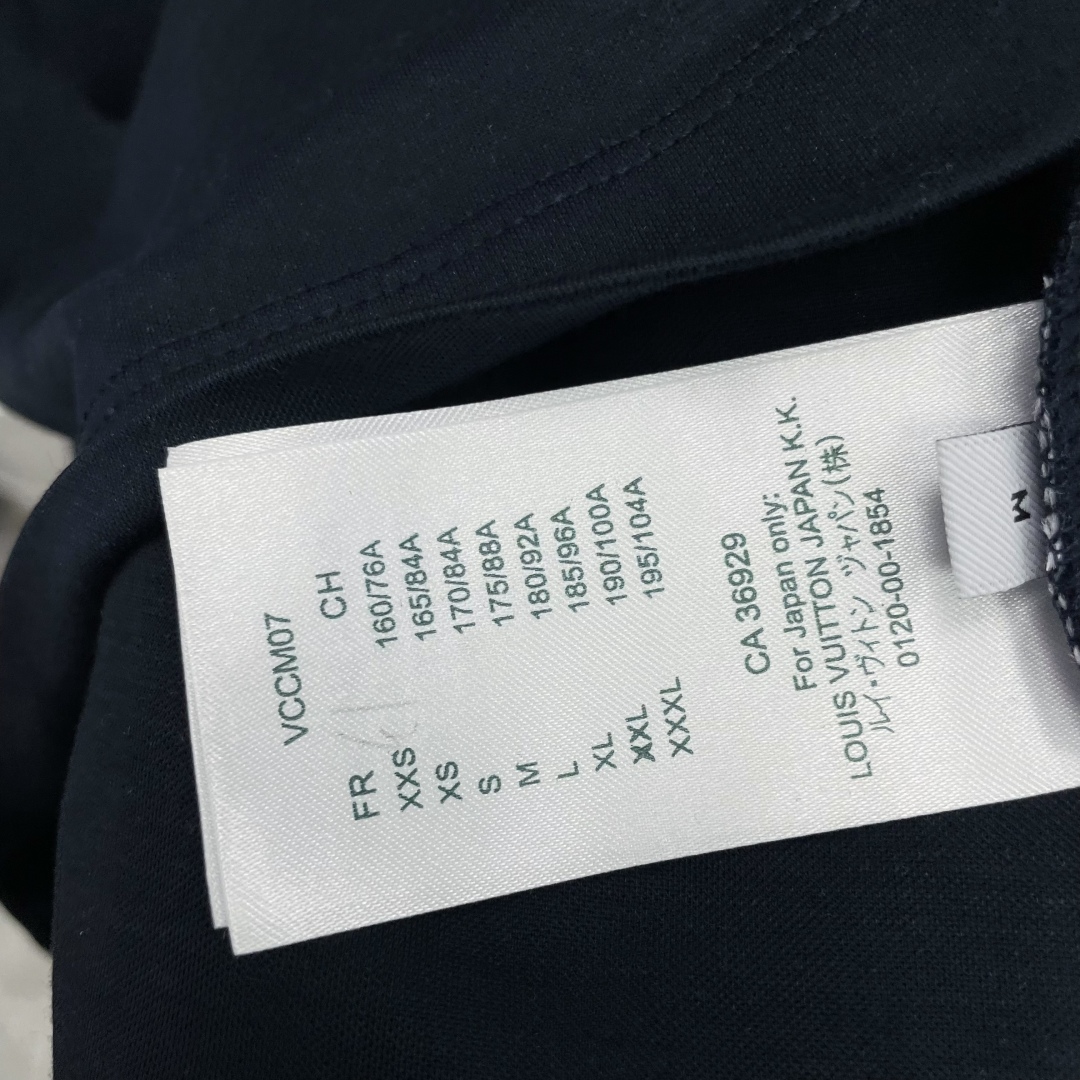 VCCM07
FR CH
XXS 160/76A
XS 165/84A
S 170/84A
M 175/88A
L 180/92A
XL 185/96A
XXL 190/100A
XXXL 195/104A
CA 36929
For Japan only:
LOUIS VUITTON JAPAN K.K.
ルイ・ヴィトン ジャパン(株)
0120-00-1854
M